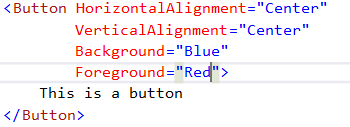 <Button HorizontalAlignment="Center"
        VerticalAlignment="Center"
        Background="Blue"
        Foreground="Red">
    This is a button
</Button>